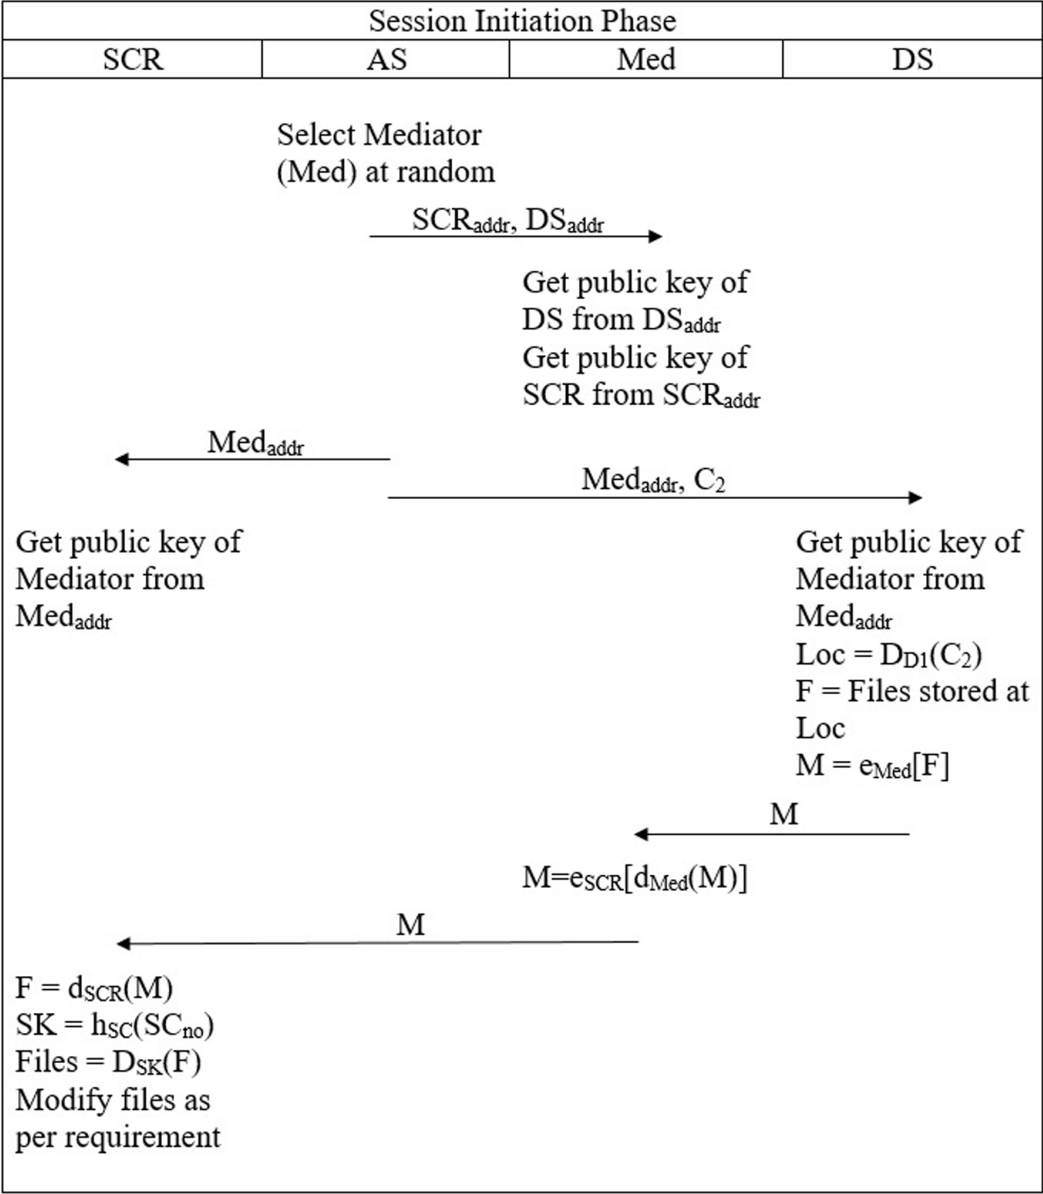 Session Initiation Phase
SCR AS Med DS
Select Mediator
(Med) at random
SCRaddr, DSaddr
Get public key of
DS from DSaddr
Get public key of
SCR from SCRaddr
Medaddr
Medaddr, C2
Get public key of
Mediator from
Medaddr
Get public key of
Mediator from
Medaddr
Loc = DD1(C2)
F = Files stored at
Loc
M = eMed[F]
M
M=eSCR[dMed(M)]
M
F = dSCR(M)
SK = hSC(SCno)
Files = DSK(F)
Modify files as
per requirement